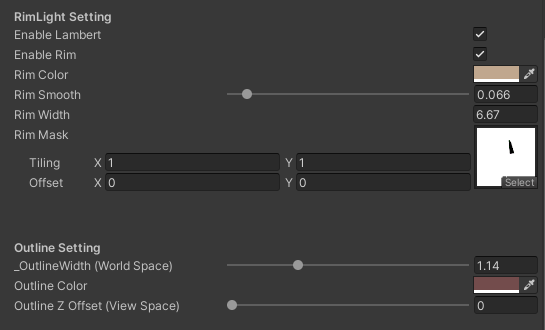 RimLight Setting
Enable Lambert
Enable Rim
Rim Color
Rim Smooth 0.066
Rim Width 6.67
Rim Mask
Tiling X 1 Y 1
Offset X 0 Y 0
Select
Outline Setting
_OutlineWidth (World Space) 1.14
Outline Color
Outline Z Offset (View Space) 0